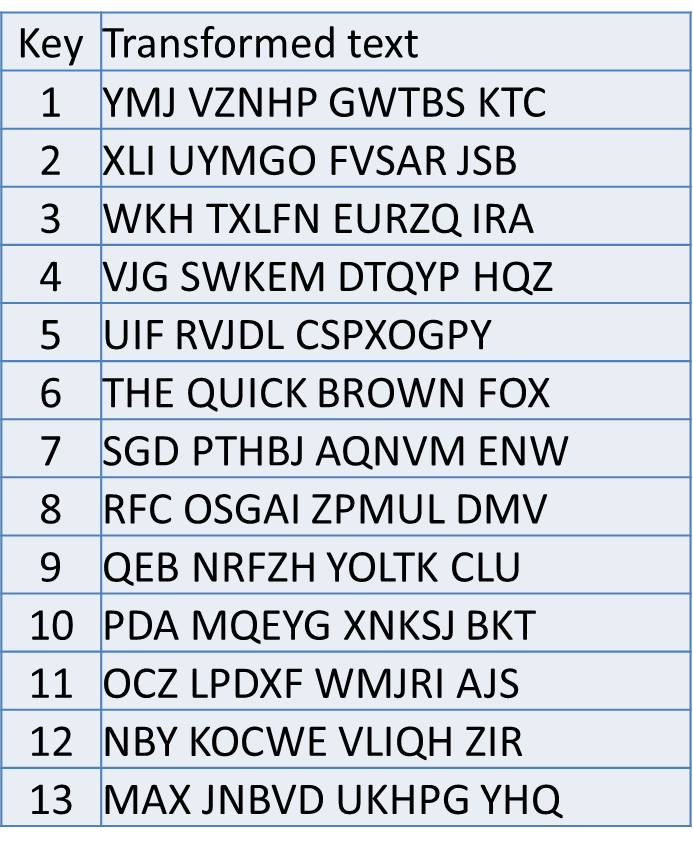 Key Transformed text
1 YMJ VZNHP GWTBS KTC
2 XLI UYMGO FVSAR JSB
3 WKH TXLFN EURZQ IRA
4 VJG SWKEM DTQYP HQZ
5 UIF RVJDL CSPXOGPY
6 THE QUICK BROWN FOX
7 SGD PTHBJ AQNVM ENW
8 RFC OSGAI ZPMUL DMV
9 QEB NRFZH YOLTK CLU
10 PDA MQEYG XNKSJ BKT
11 OCZ LPDXF WMJRI AJS
12 NBY KOCWE VLIQH ZIR
13 MAX JNBVD UKHPG YHQ